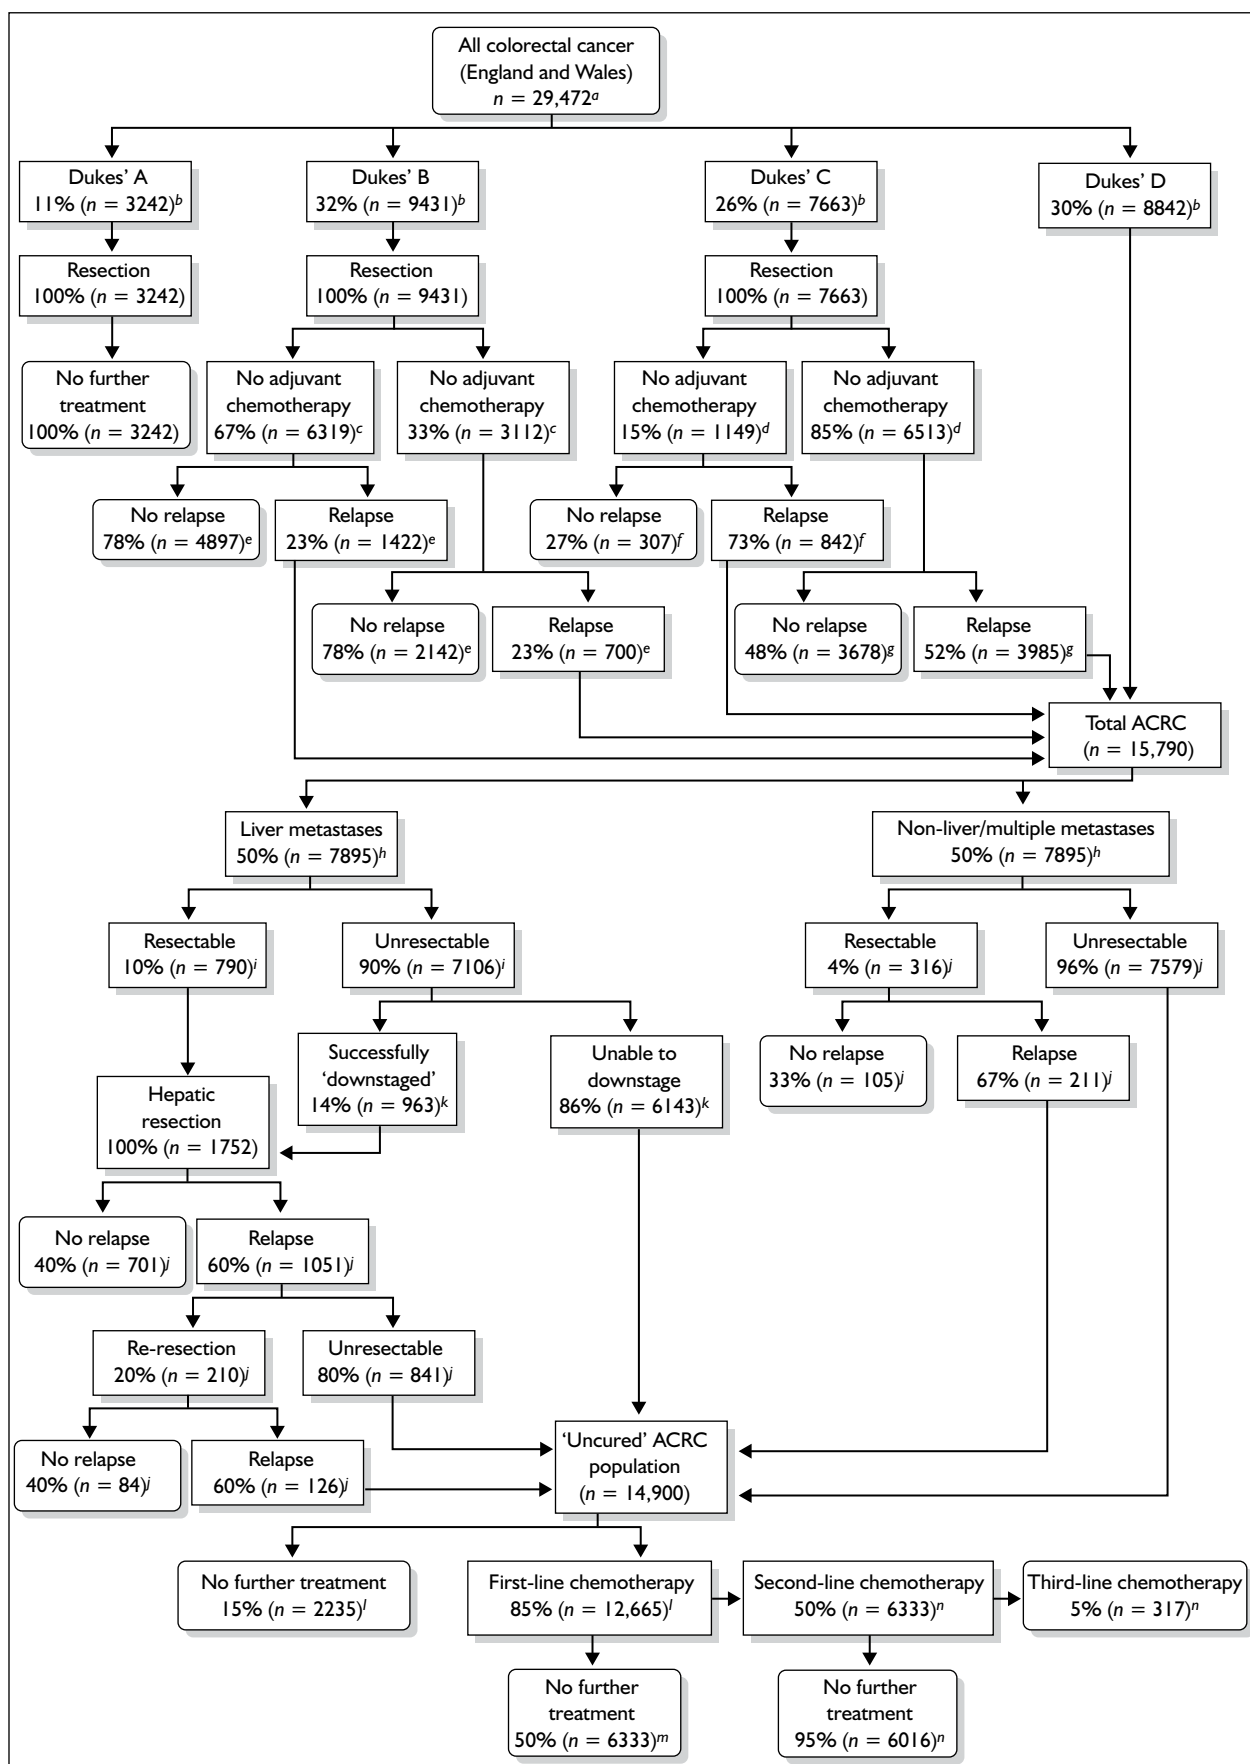 All colorectal cancer
(England and Wales)
n = 29,472a
Dukes' A
11% (n = 3242)b
Dukes' B
32% (n = 9431)b
Dukes' C
26% (n = 7663)b
Dukes' D
30% (n = 8842)b
Resection
100% (n = 3242)
Resection
100% (n = 9431)
Resection
100% (n = 7663)
No further
treatment
100% (n = 3242)
No adjuvant
chemotherapy
67% (n = 6319)c
No adjuvant
chemotherapy
33% (n = 3112)c
No adjuvant
chemotherapy
15% (n = 1149)d
No adjuvant
chemotherapy
85% (n = 6513)d
No relapse
78% (n = 4897)e
Relapse
23% (n = 1422)e
No relapse
27% (n = 307)f
Relapse
73% (n = 842)f
No relapse
78% (n = 2142)e
Relapse
23% (n = 700)e
No relapse
48% (n = 3678)g
Relapse
52% (n = 3985)g
Total ACRC
(n = 15,790)
Liver metastases
50% (n = 7895)h
Non-liver/multiple metastases
50% (n = 7895)h
Resectable
10% (n = 790)i
Unresectable
90% (n = 7106)i
Resectable
4% (n = 316)j
Unresectable
96% (n = 7579)j
Successfully
'downstaged'
14% (n = 963)k
Unable to
downstage
86% (n = 6143)k
No relapse
33% (n = 105)j
Relapse
67% (n = 211)j
Hepatic
resection
100% (n = 1752)
No relapse
40% (n = 701)j
Relapse
60% (n = 1051)j
Re-resection
20% (n = 210)j
Unresectable
80% (n = 841)j
No relapse
40% (n = 84)j
Relapse
60% (n = 126)j
'Uncured' ACRC
population
(n = 14,900)
No further treatment
15% (n = 2235)l
First-line chemotherapy
85% (n = 12,665)l
Second-line chemotherapy
50% (n = 6333)n
Third-line chemotherapy
5% (n = 317)n
No further
treatment
50% (n = 6333)m
No further
treatment
95% (n = 6016)n